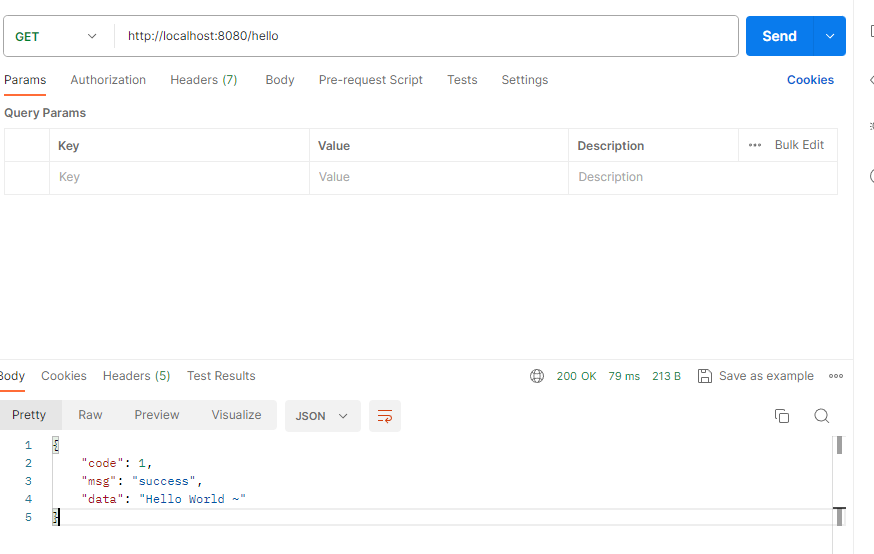 GET http://localhost:8080/hello Send
Params Authorization Headers (7) Body Pre-request Script Tests Settings Cookies
Query Params
Key Value Description Bulk Edit
Key Value Description
Body Cookies Headers (5) Test Results 200 OK 79 ms 213 B Save as example
Pretty Raw Preview Visualize JSON
1 {
2 "code": 1,
3 "msg": "success",
4 "data": "Hello World ~"
5 }